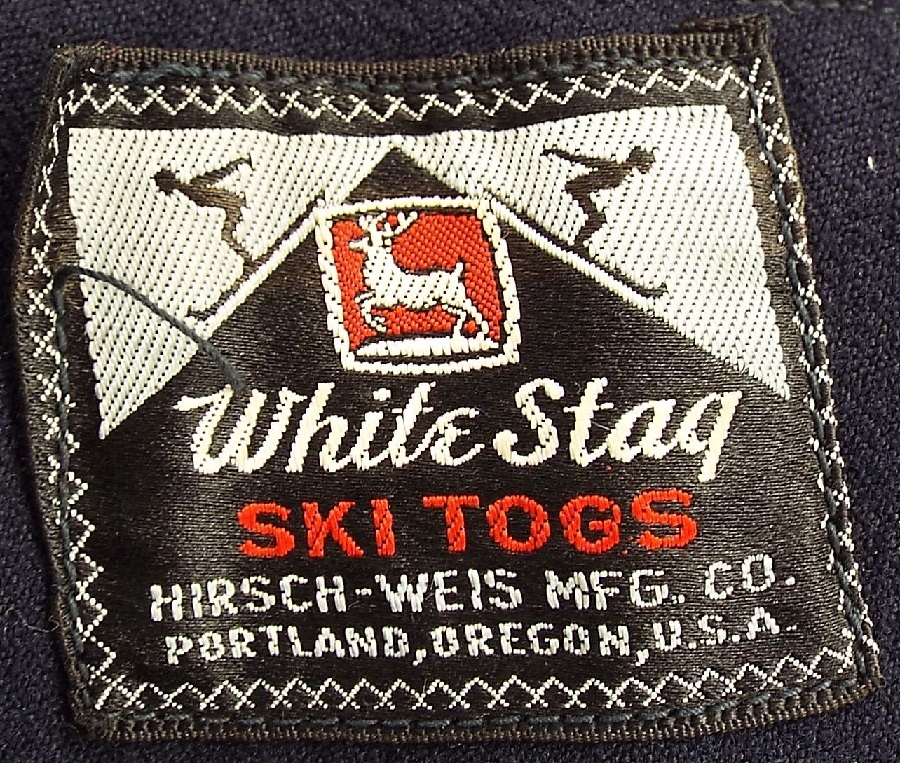 White Stag
SKI TOGS
HIRSCH-WEIS MFG. CO.
PORTLAND, OREGON, U.S.A.